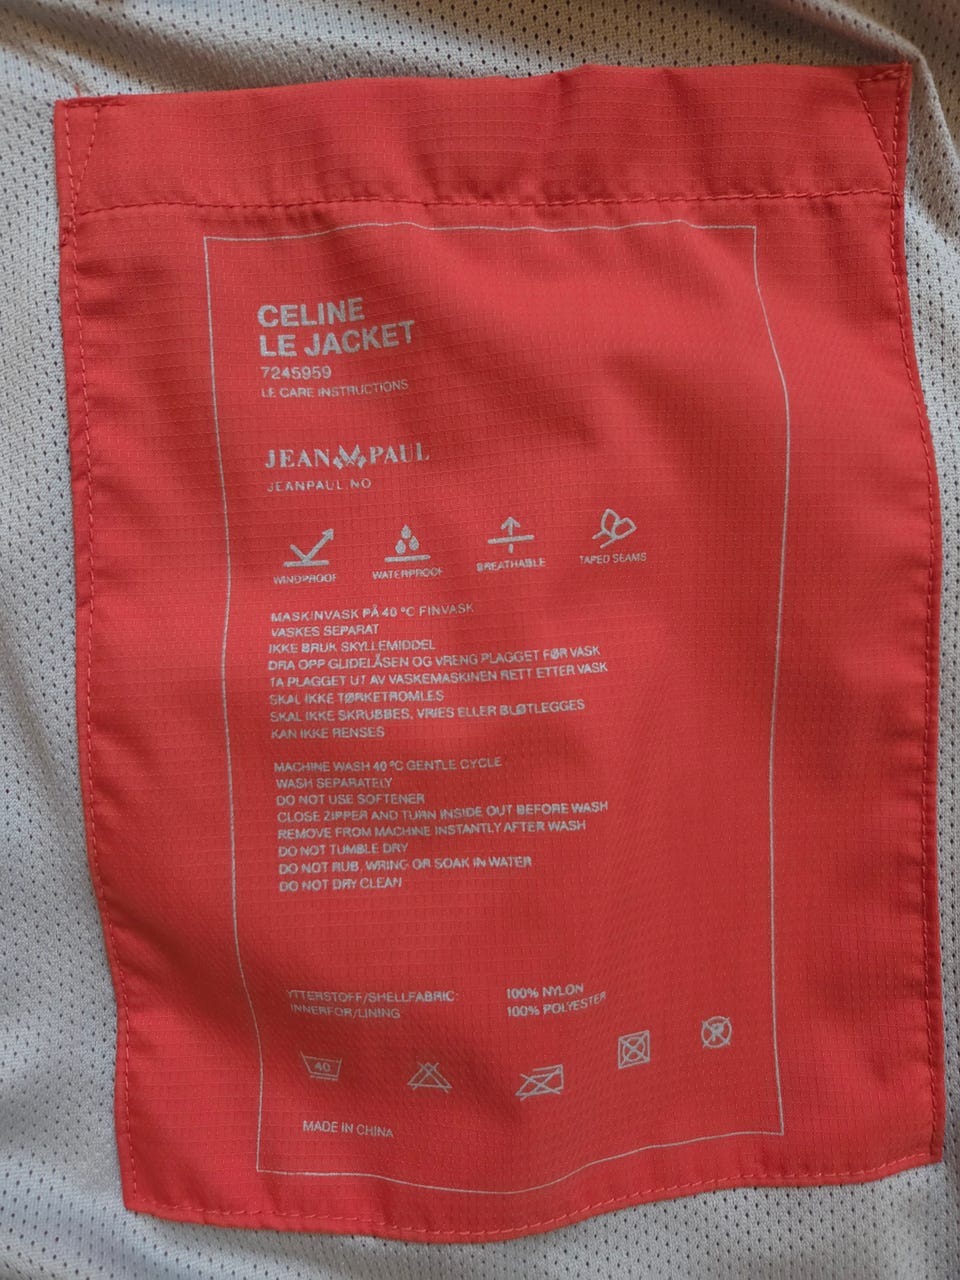 CELINE
LE JACKET
7245959
LE CARE INSTRUCTIONS
JEAN PAUL
JEANPAUL.NO
WINDPROOF
WATERPROOF
BREATHABLE
TAPED SEAMS
MASKINVASK PÅ 40 °C FINVASK
VASKES SEPARAT
IKKE BRUK SKYLLEMIDDEL
DRA OPP GLIDELÅSEN OG VRENG PLAGGET FØR VASK
TA PLAGGET UT AV VASKEMASKINEN RETT ETTER VASK
SKAL IKKE TØRKETROMLES
SKAL IKKE SKRUBBES, VRIES ELLER BLØTLEGGES
KAN IKKE RENSES
MACHINE WASH 40 °C GENTLE CYCLE
WASH SEPARATELY
DO NOT USE SOFTENER
CLOSE ZIPPER AND TURN INSIDE OUT BEFORE WASH
REMOVE FROM MACHINE INSTANTLY AFTER WASH
DO NOT TUMBLE DRY
DO NOT RUB, WRING OR SOAK IN WATER
DO NOT DRY CLEAN
YTTERSTOFF/SHELLFABRIC: 100% NYLON
INNERFOR/LINING 100% POLYESTER
40
MADE IN CHINA